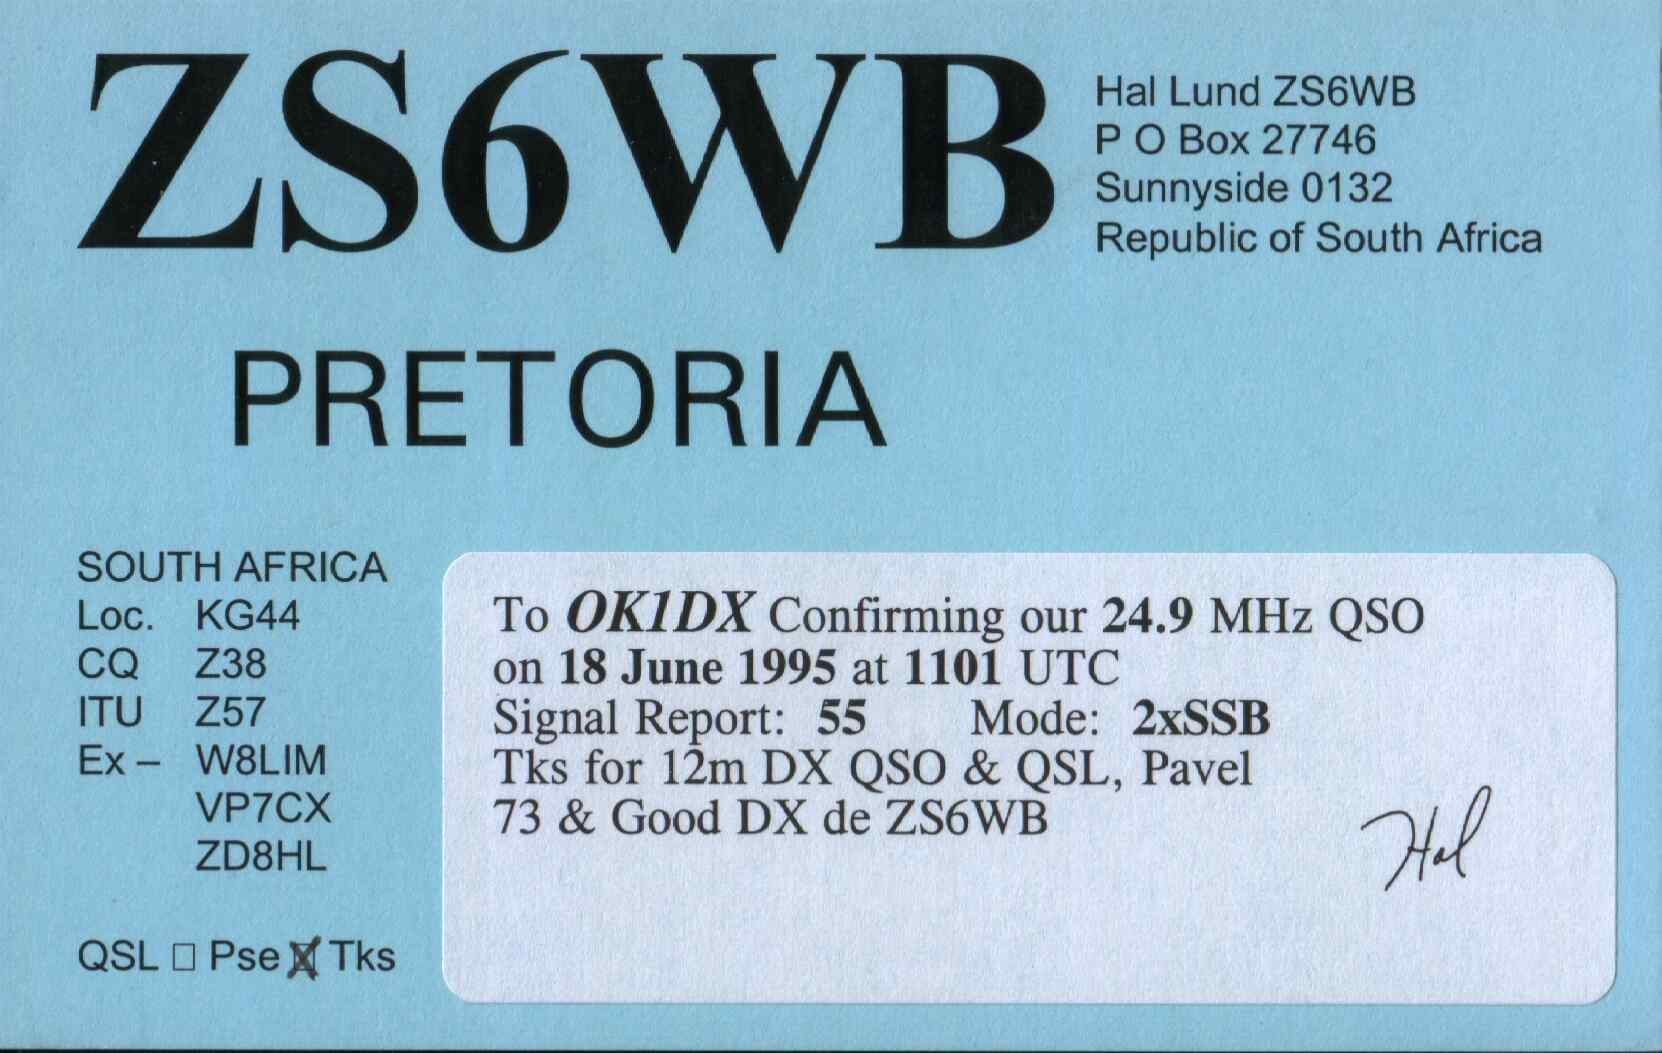 ZS6WB
Hal Lund ZS6WB
P O Box 27746
Sunnyside 0132
Republic of South Africa
PRETORIA
SOUTH AFRICA
Loc. KG44
CQ Z38
ITU Z57
Ex – W8LIM
VP7CX
ZD8HL
QSL □ Pse ☒ Tks
To OK1DX Confirming our 24.9 MHz QSO
on 18 June 1995 at 1101 UTC
Signal Report: 55 Mode: 2xSSB
Tks for 12m DX QSO & QSL, Pavel
73 & Good DX de ZS6WB
Hal